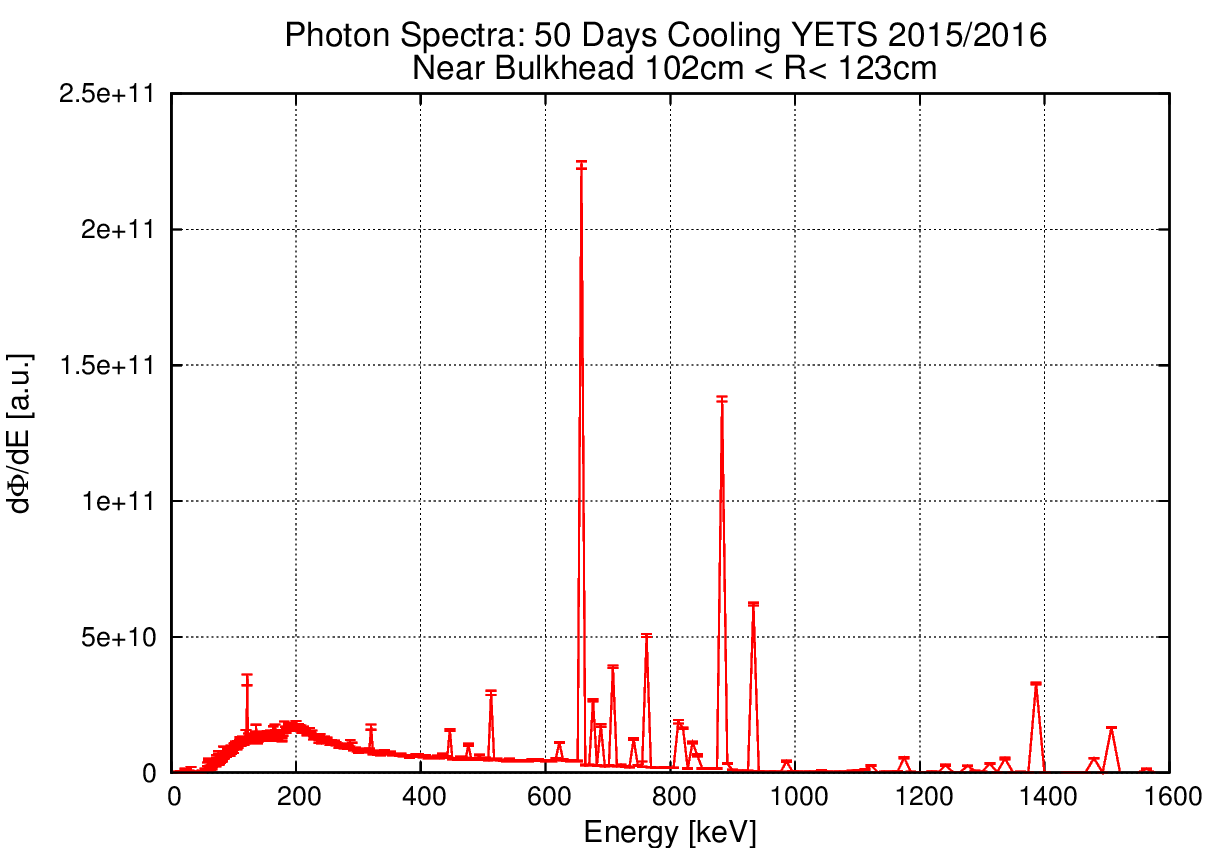 Photon Spectra: 50 Days Cooling YETS 2015/2016
Near Bulkhead 102cm < R< 123cm
2.5e+11
2e+11
1.5e+11
1e+11
5e+10
0
dΦ/dE [a.u.]
0 200 400 600 800 1000 1200 1400 1600
Energy [keV]